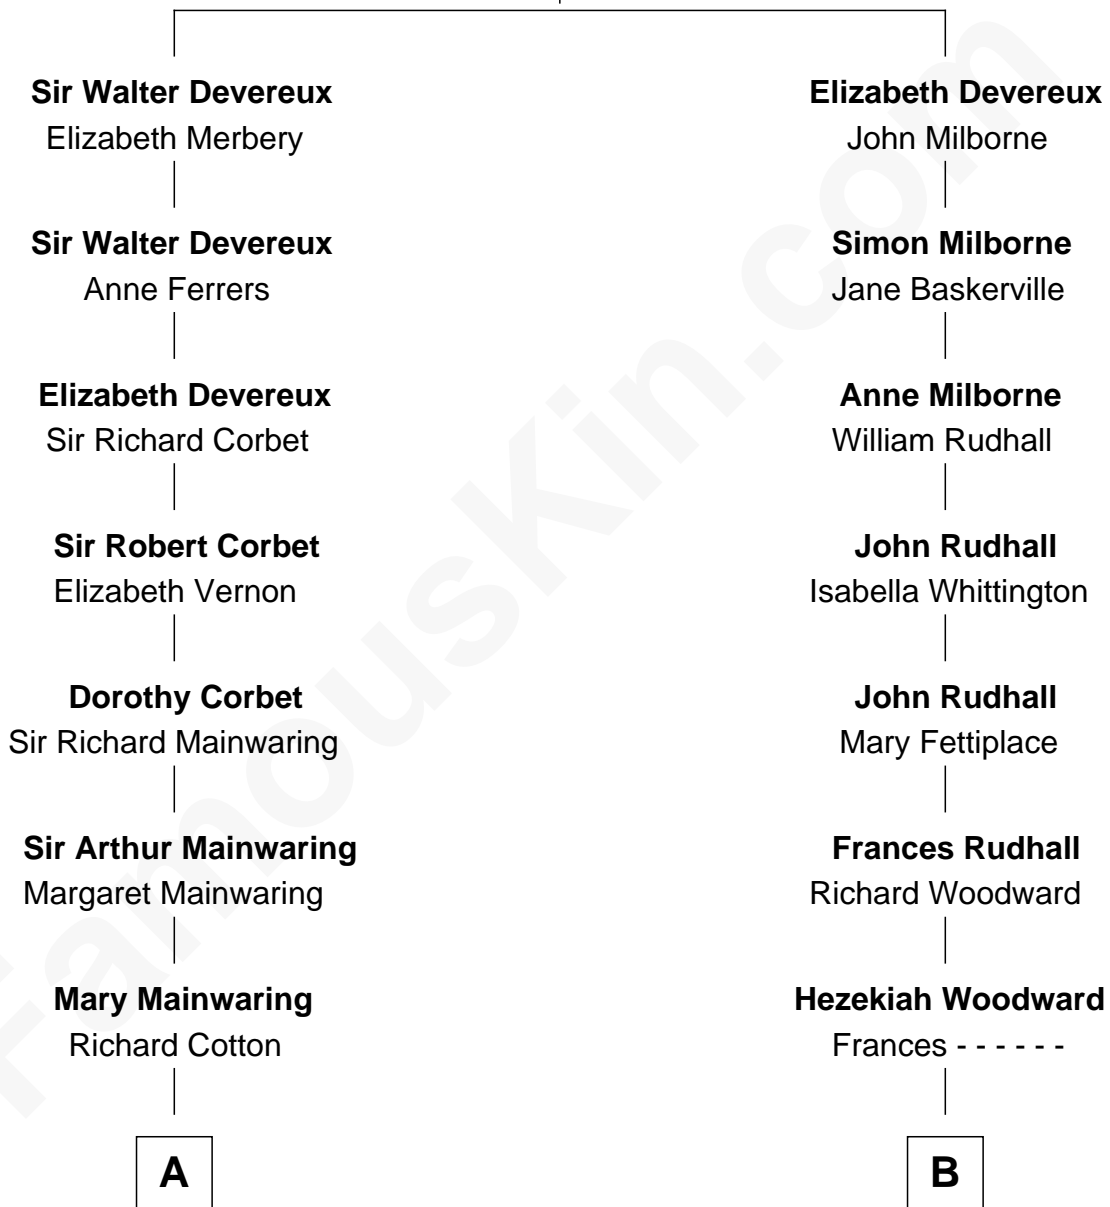 Sir Walter Devereux
Elizabeth Merbery
Sir Walter Devereux
Anne Ferrers
Elizabeth Devereux
Sir Richard Corbet
Sir Robert Corbet
Elizabeth Vernon
Dorothy Corbet
Sir Richard Mainwaring
Sir Arthur Mainwaring
Margaret Mainwaring
Mary Mainwaring
Richard Cotton
A
Elizabeth Devereux
John Milborne
Simon Milborne
Jane Baskerville
Anne Milborne
William Rudhall
John Rudhall
Isabella Whittington
John Rudhall
Mary Fettiplace
Frances Rudhall
Richard Woodward
Hezekiah Woodward
Frances - - - - - -
B
FamousKin.com